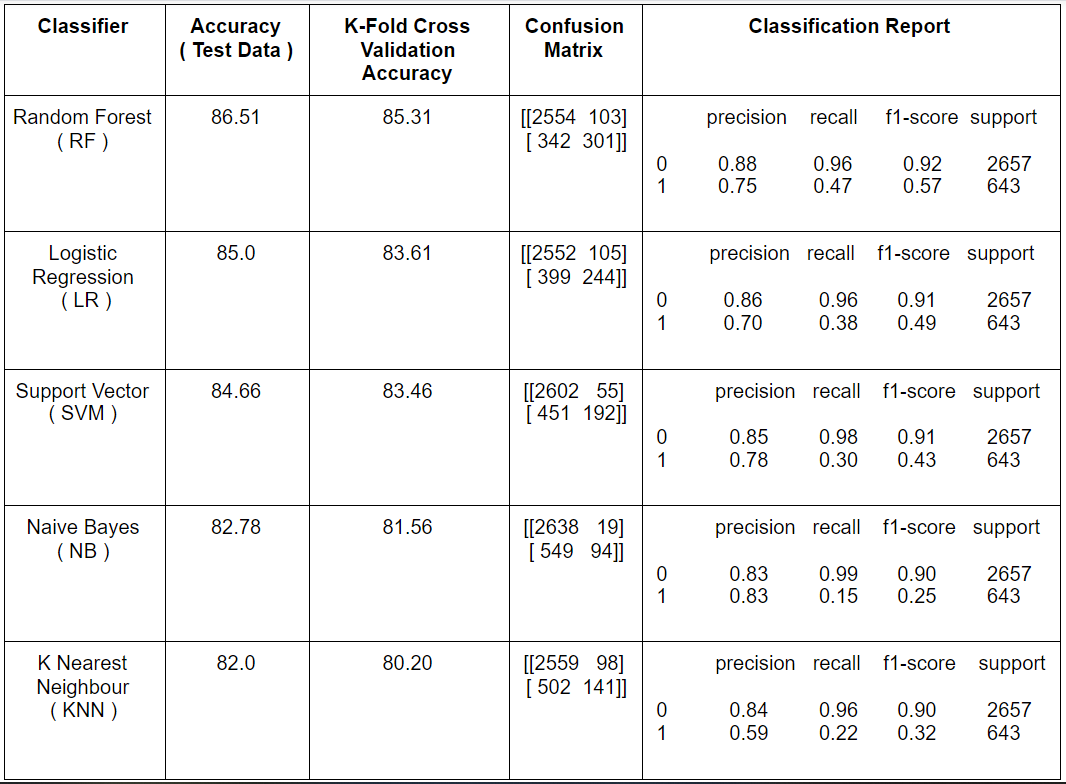 Classifier Accuracy K-Fold Cross Confusion Classification Report
( Test Data ) Validation Matrix
Accuracy
Random Forest 86.51 85.31 [[2554 103] precision recall f1-score support
( RF ) [ 342 301]]
0 0.88 0.96 0.92 2657
1 0.75 0.47 0.57 643
Logistic 85.0 83.61 [[2552 105] precision recall f1-score support
Regression [ 399 244]]
( LR )
0 0.86 0.96 0.91 2657
1 0.70 0.38 0.49 643
Support Vector 84.66 83.46 [[2602 55] precision recall f1-score support
( SVM ) [ 451 192]]
0 0.85 0.98 0.91 2657
1 0.78 0.30 0.43 643
Naive Bayes 82.78 81.56 [[2638 19] precision recall f1-score support
( NB ) [ 549 94]]
0 0.83 0.99 0.90 2657
1 0.83 0.15 0.25 643
K Nearest 82.0 80.20 [[2559 98] precision recall f1-score support
Neighbour [ 502 141]]
( KNN )
0 0.84 0.96 0.90 2657
1 0.59 0.22 0.32 643